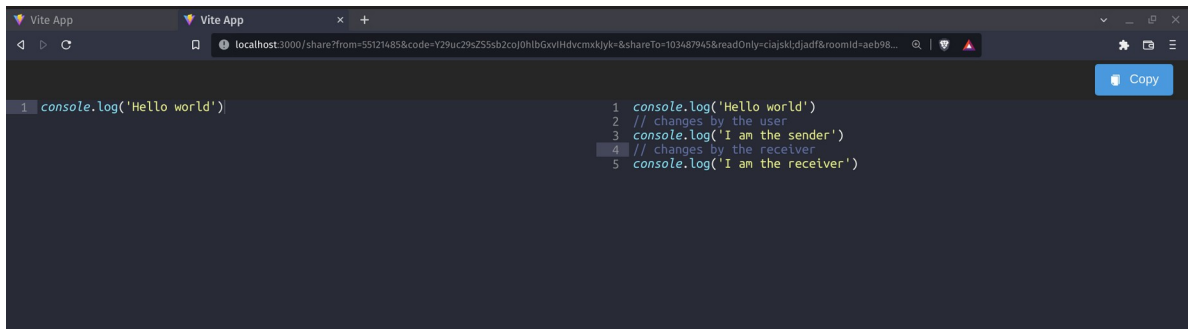 Vite App
Vite App
localhost:3000/share?from=55121485&code=Y29uc29sZS5sb2coJ0hlbGxvIHdvcmxkJyk=&shareTo=103487945&readOnly=ciajskl;djadf&roomId=aeb98...
Copy
1 console.log('Hello world')
1 console.log('Hello world')
2 // changes by the user
3 console.log('I am the sender')
4 // changes by the receiver
5 console.log('I am the receiver')